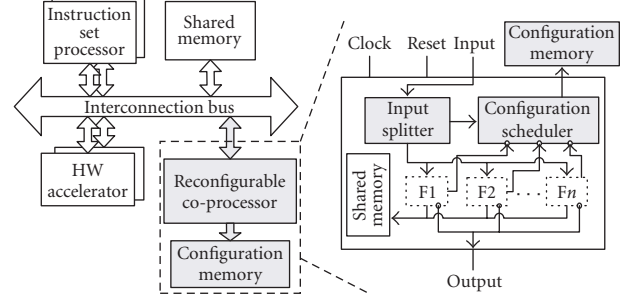 Instruction
set
processor
Shared
memory
Interconnection bus
HW
accelerator
Reconfigurable
co-processor
Configuration
memory
Clock
Reset
Input
Configuration
memory
Input
splitter
Configuration
scheduler
Shared
memory
F1
F2
. . .
Fn
Output